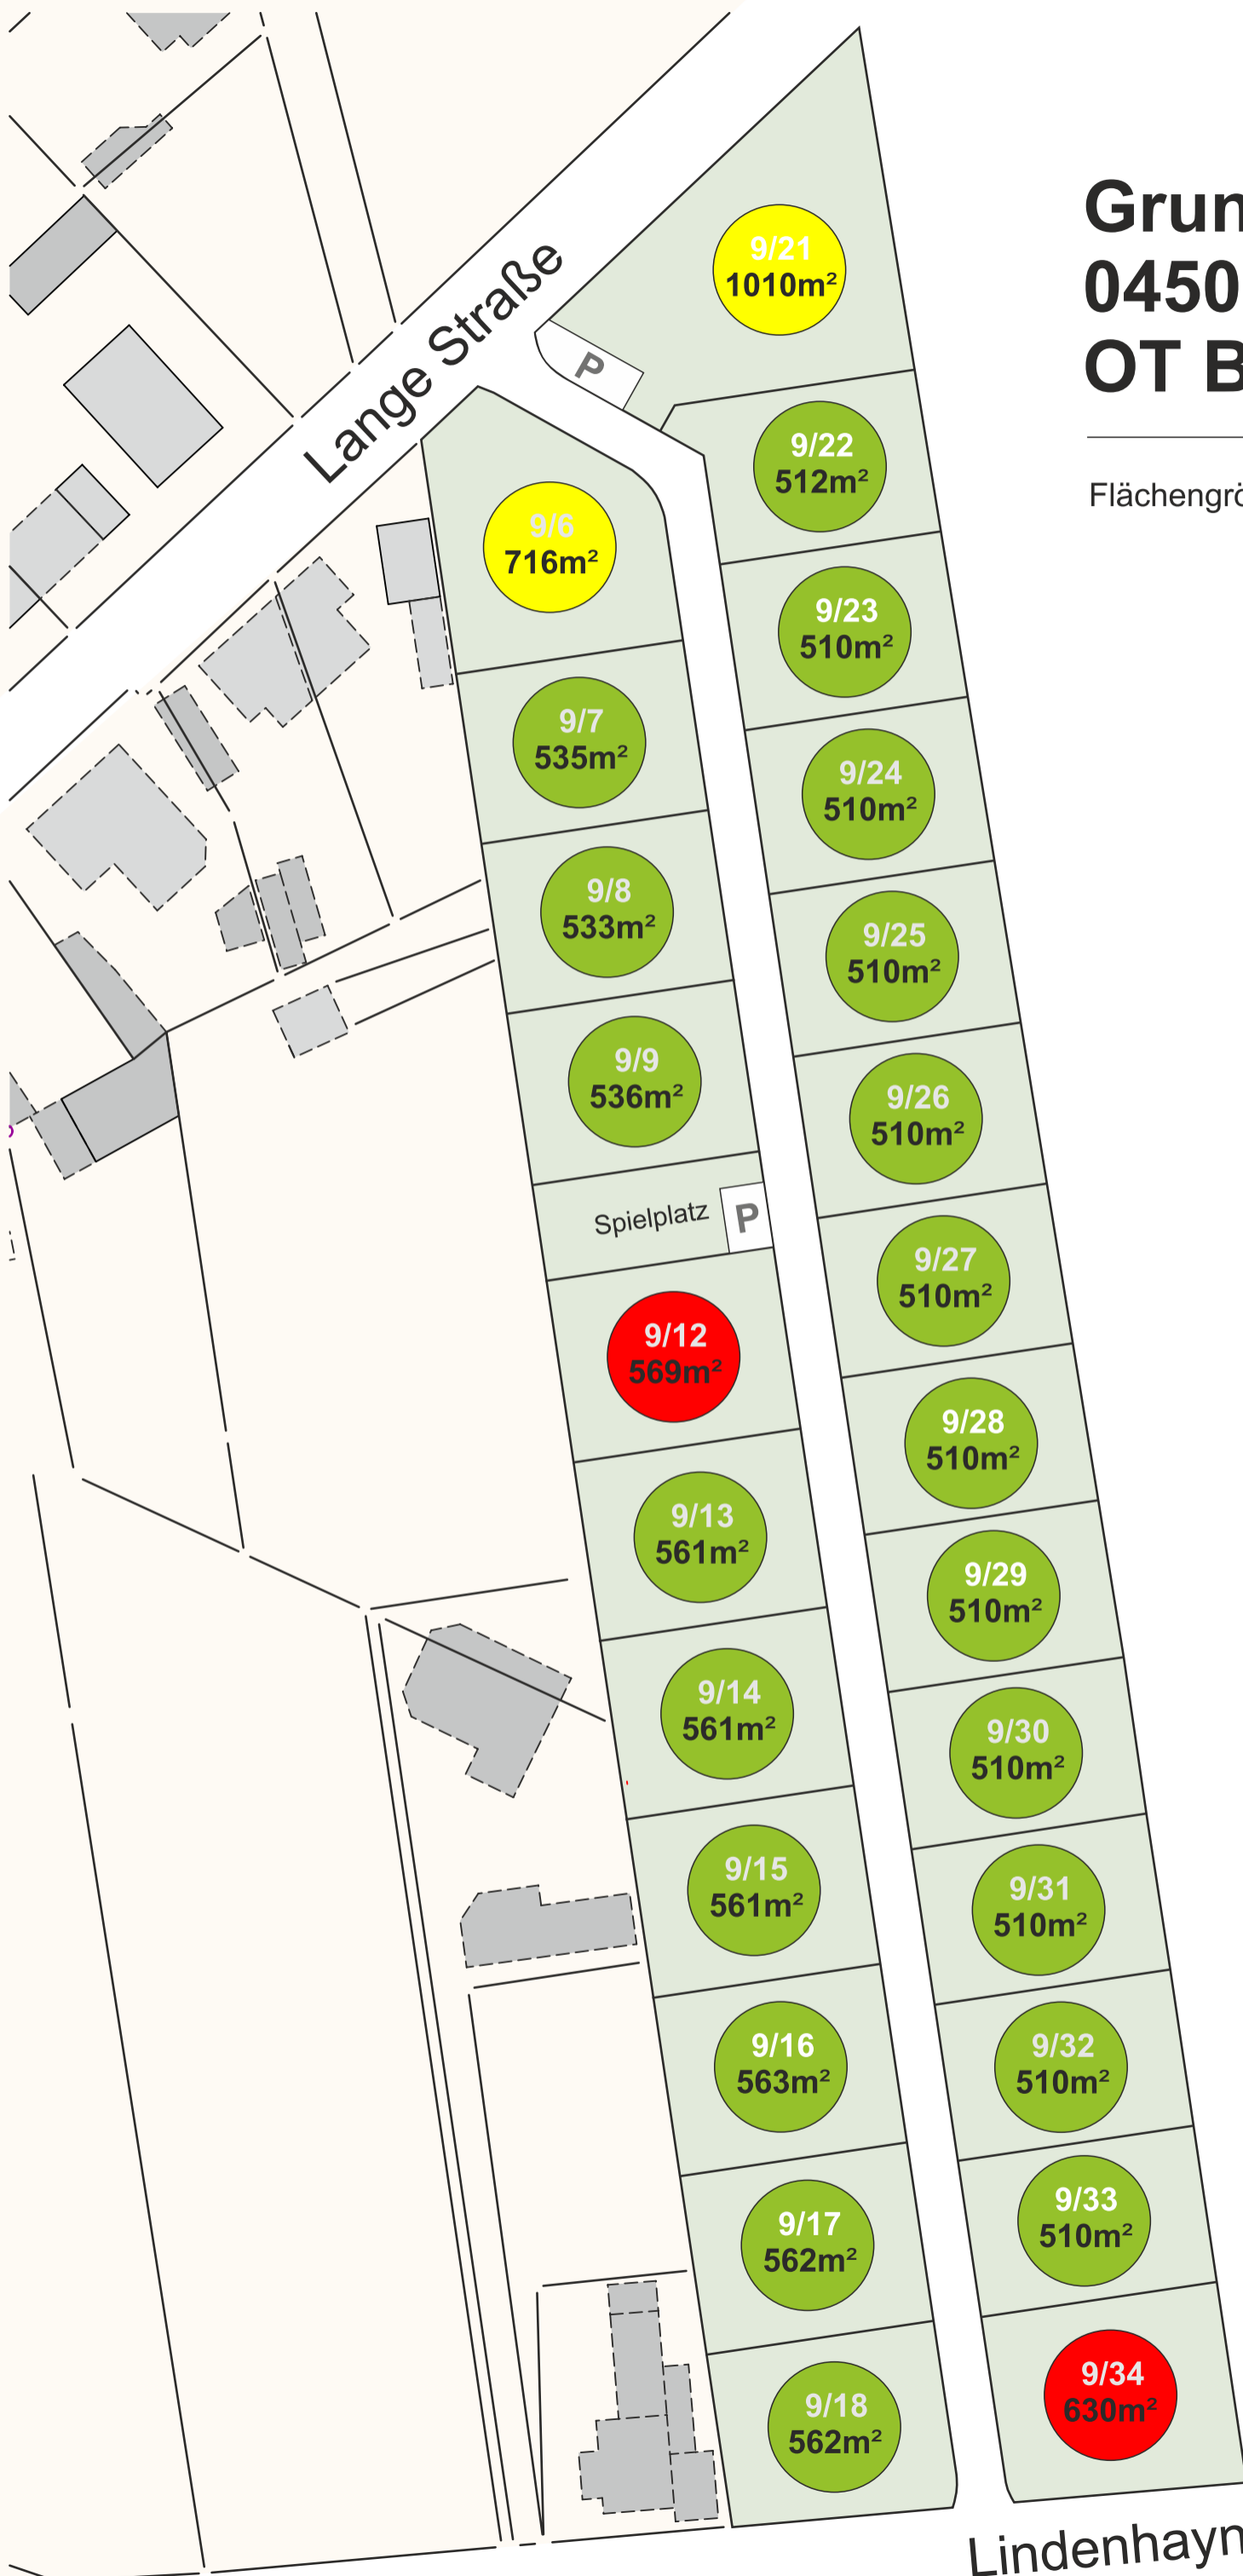 Grun
0450
OT B
Flächengrö
Lange Straße
P
9/21
1010m²
9/22
512m²
9/6
716m²
9/23
510m²
9/7
535m²
9/24
510m²
9/8
533m²
9/25
510m²
9/9
536m²
9/26
510m²
Spielplatz
P
9/27
510m²
9/12
569m²
9/28
510m²
9/13
561m²
9/29
510m²
9/14
561m²
9/30
510m²
9/15
561m²
9/31
510m²
9/16
563m²
9/32
510m²
9/17
562m²
9/33
510m²
9/18
562m²
9/34
630m²
Lindenhayn